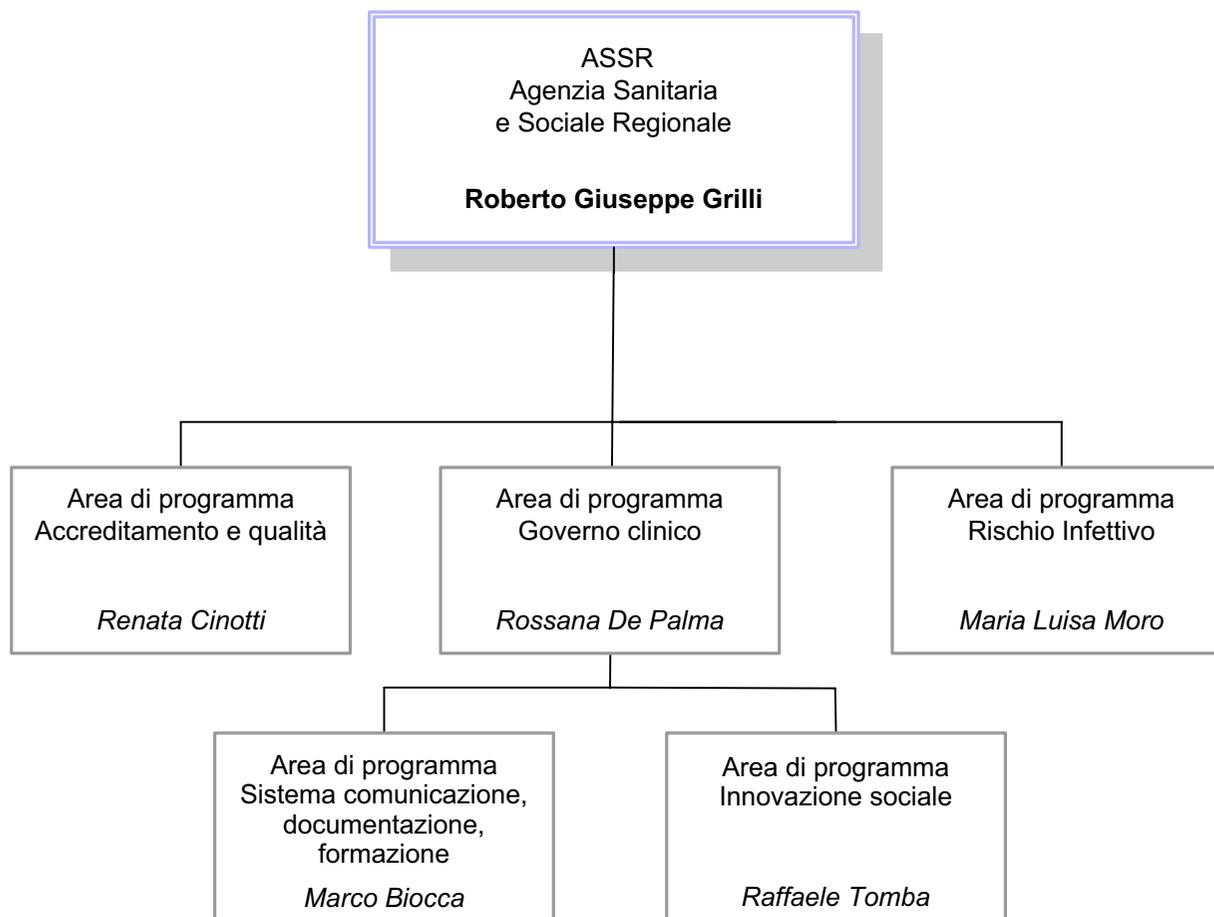 ASSR
Agenzia Sanitaria
e Sociale Regionale
Roberto Giuseppe Grilli
Area di programma
Accreditamento e qualità
Renata Cinotti
Area di programma
Governo clinico
Rossana De Palma
Area di programma
Rischio Infettivo
Maria Luisa Moro
Area di programma
Sistema comunicazione,
documentazione,
formazione
Marco Biocca
Area di programma
Innovazione sociale
Raffaele Tomba